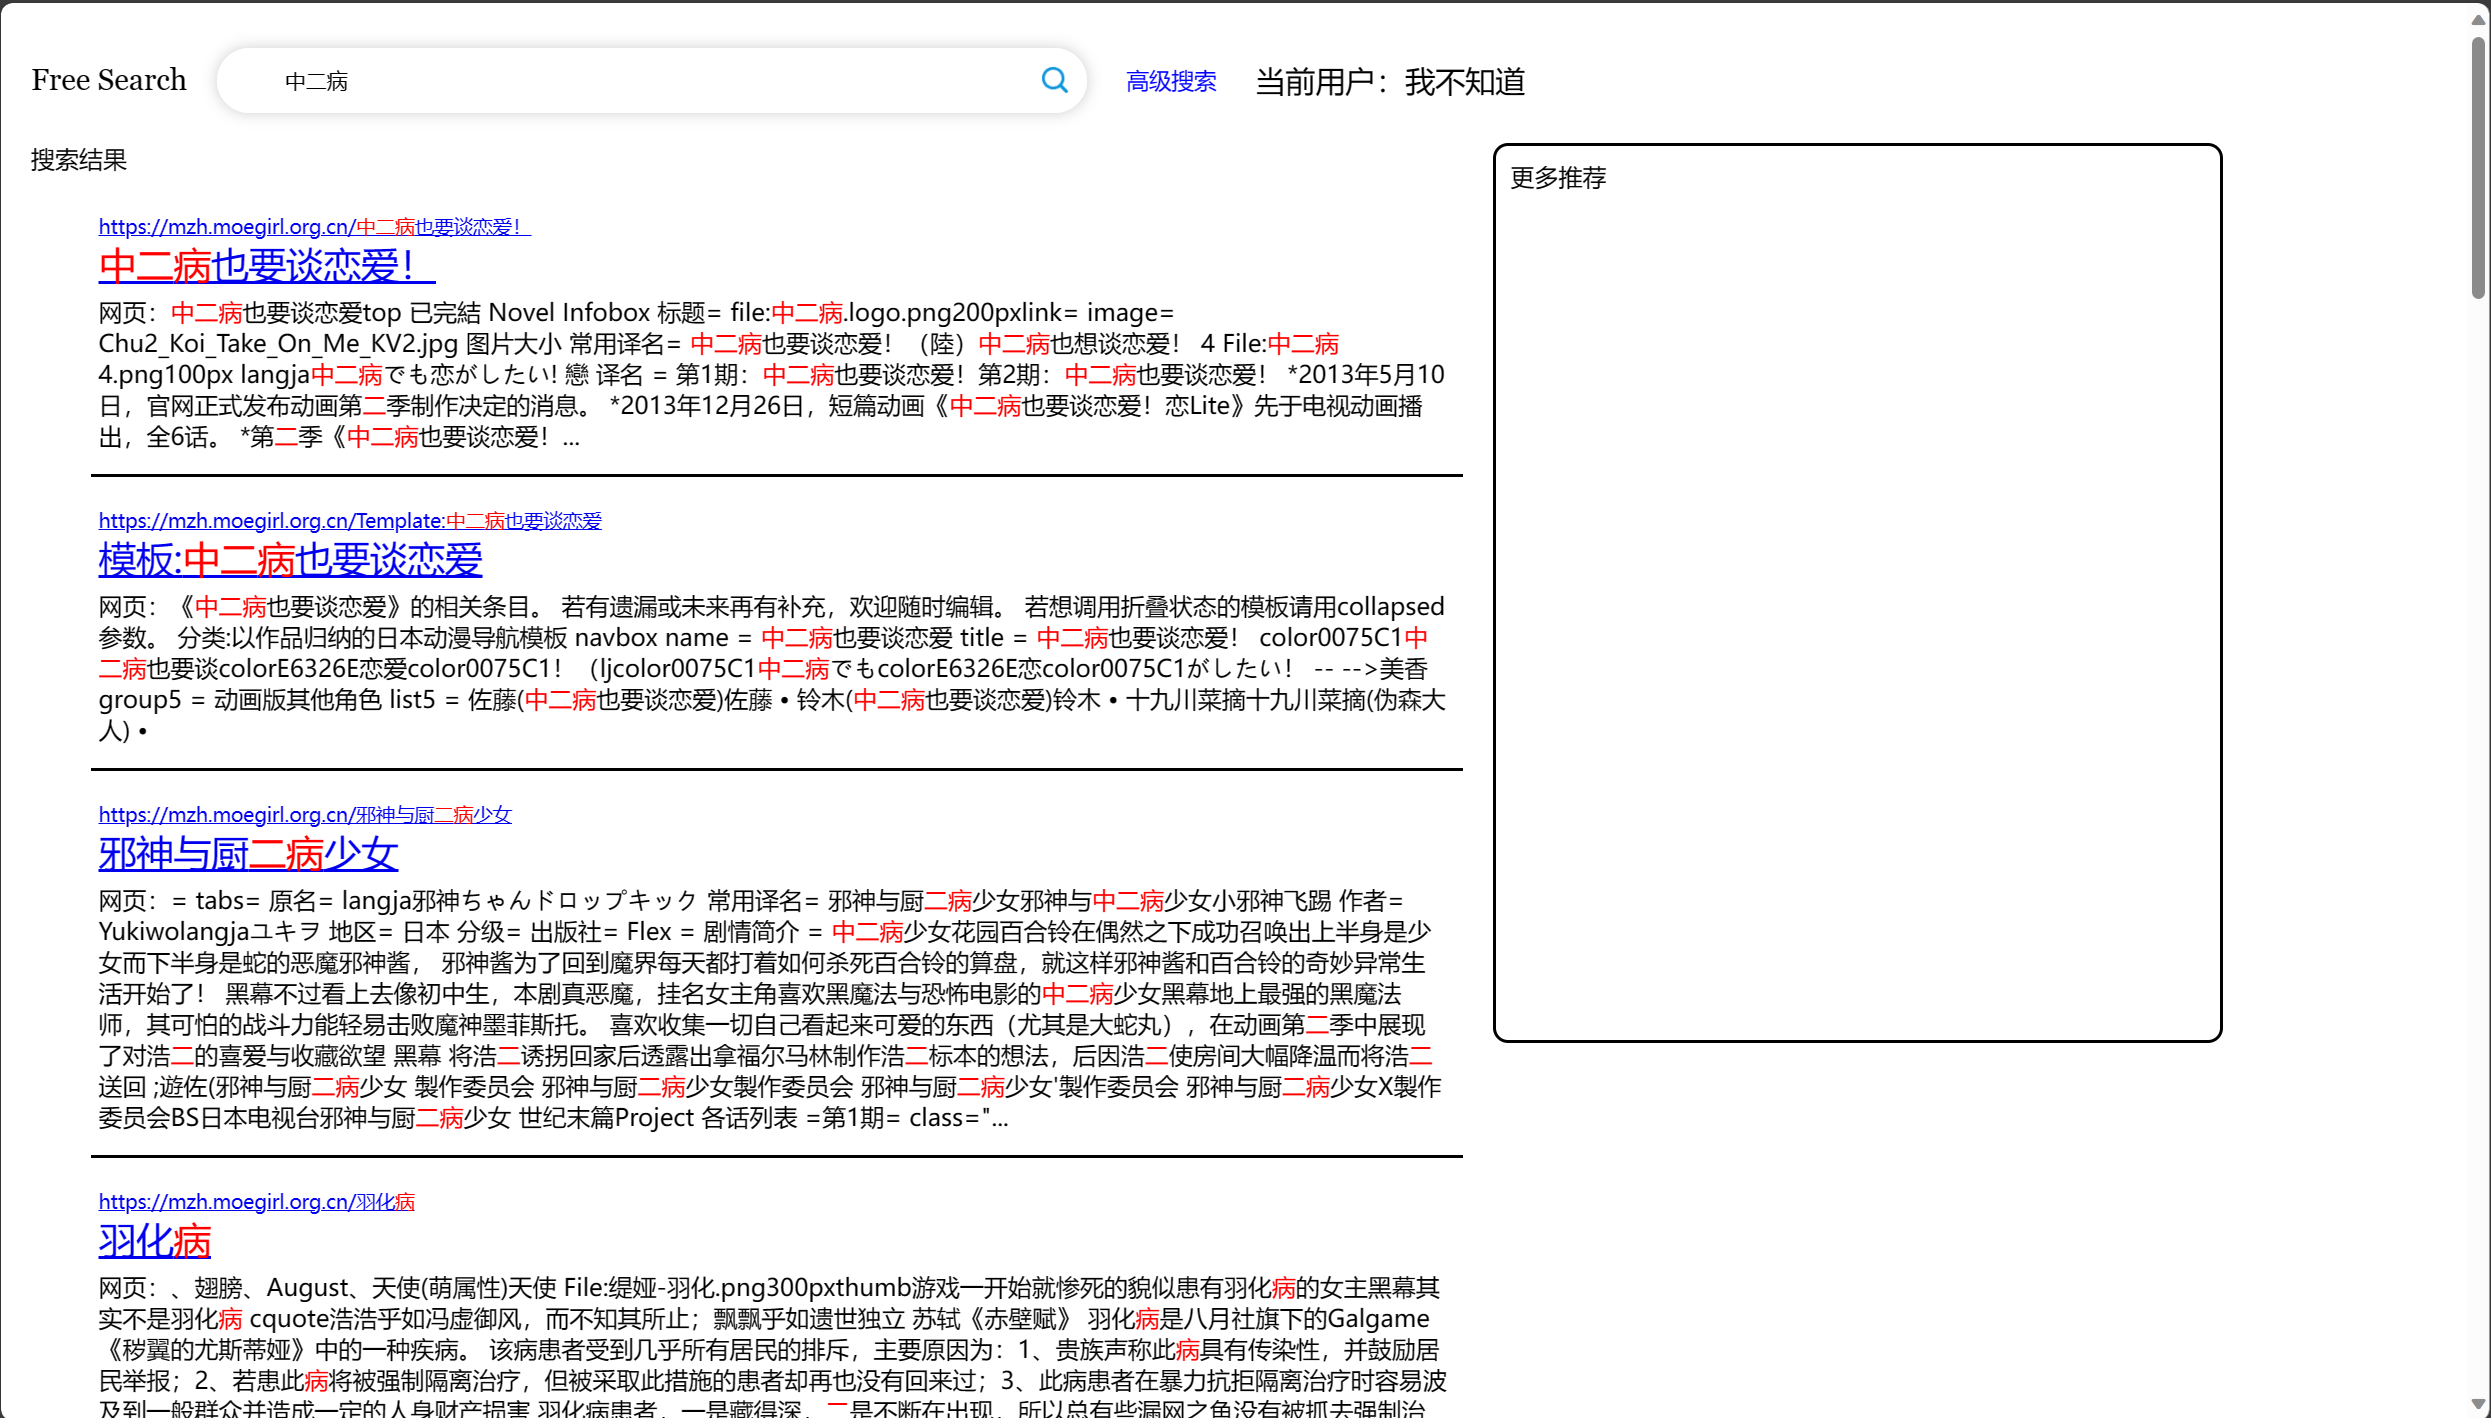 Free Search
中二病
高级搜索
当前用户：我不知道
搜索结果
https://mzh.moegirl.org.cn/中二病也要谈恋爱！
中二病也要谈恋爱！
网页：中二病也要谈恋爱top 已完結 Novel Infobox 标题= file:中二病.logo.png200pxlink= image=
Chu2_Koi_Take_On_Me_KV2.jpg 图片大小 常用译名= 中二病也要谈恋爱！（陸）中二病也想谈恋爱！ 4 File:中二病
4.png100px langja中二病でも恋がしたい! 戀 译名 = 第1期：中二病也要谈恋爱！第2期：中二病也要谈恋爱！ *2013年5月10
日，官网正式发布动画第二季制作决定的消息。 *2013年12月26日，短篇动画《中二病也要谈恋爱！恋Lite》先于电视动画播
出，全6话。 *第二季《中二病也要谈恋爱！...
https://mzh.moegirl.org.cn/Template:中二病也要谈恋爱
模板:中二病也要谈恋爱
网页：《中二病也要谈恋爱》的相关条目。 若有遗漏或未来再有补充，欢迎随时编辑。 若想调用折叠状态的模板请用collapsed
参数。 分类:以作品归纳的日本动漫导航模板 navbox name = 中二病也要谈恋爱 title = 中二病也要谈恋爱！ color0075C1中
二病也要谈colorE6326E恋爱color0075C1！（ljcolor0075C1中二病でもcolorE6326E恋color0075C1がしたい！ -- -->美香
group5 = 动画版其他角色 list5 = 佐藤(中二病也要谈恋爱)佐藤 • 铃木(中二病也要谈恋爱)铃木 • 十九川菜摘十九川菜摘(伪森大
人) •
https://mzh.moegirl.org.cn/邪神与厨二病少女
邪神与厨二病少女
网页：= tabs= 原名= langja邪神ちゃんドロップキック 常用译名= 邪神与厨二病少女邪神与中二病少女小邪神飞踢 作者=
Yukiwolangjaユキヲ 地区= 日本 分级= 出版社= Flex = 剧情简介 = 中二病少女花园百合铃在偶然之下成功召唤出上半身是少
女而下半身是蛇的恶魔邪神酱， 邪神酱为了回到魔界每天都打着如何杀死百合铃的算盘，就这样邪神酱和百合铃的奇妙异常生
活开始了！ 黑幕不过看上去像初中生，本剧真恶魔，挂名女主角喜欢黑魔法与恐怖电影的中二病少女黑幕地上最强的黑魔法
师，其可怕的战斗力能轻易击败魔神墨菲斯托。 喜欢收集一切自己看起来可爱的东西（尤其是大蛇丸），在动画第二季中展现
了对浩二的喜爱与收藏欲望 黑幕 将浩二诱拐回家后透露出拿福尔马林制作浩二标本的想法，后因浩二使房间大幅降温而将浩二
送回 ;遊佐(邪神与厨二病少女 製作委员会 邪神与厨二病少女製作委员会 邪神与厨二病少女'製作委员会 邪神与厨二病少女X製作
委员会BS日本电视台邪神与厨二病少女 世纪末篇Project 各话列表 =第1期= class="...
https://mzh.moegirl.org.cn/羽化病
羽化病
网页：、翅膀、August、天使(萌属性)天使 File:缇娅-羽化.png300pxthumb游戏一开始就惨死的貌似患有羽化病的女主黑幕其
实不是羽化病 cquote浩浩乎如冯虚御风，而不知其所止；飘飘乎如遗世独立 苏轼《赤壁赋》 羽化病是八月社旗下的Galgame
《秽翼的尤斯蒂娅》中的一种疾病。 该病患者受到几乎所有居民的排斥，主要原因为：1、贵族声称此病具有传染性，并鼓励居
民举报；2、若患此病将被强制隔离治疗，但被采取此措施的患者却再也没有回来过；3、此病患者在暴力抗拒隔离治疗时容易波
及到一般群众并造成一定的人身财产损害 羽化病患者，一是藏得深，二是不断在出现，所以总有些漏网之鱼没有被抓去强制治
更多推荐